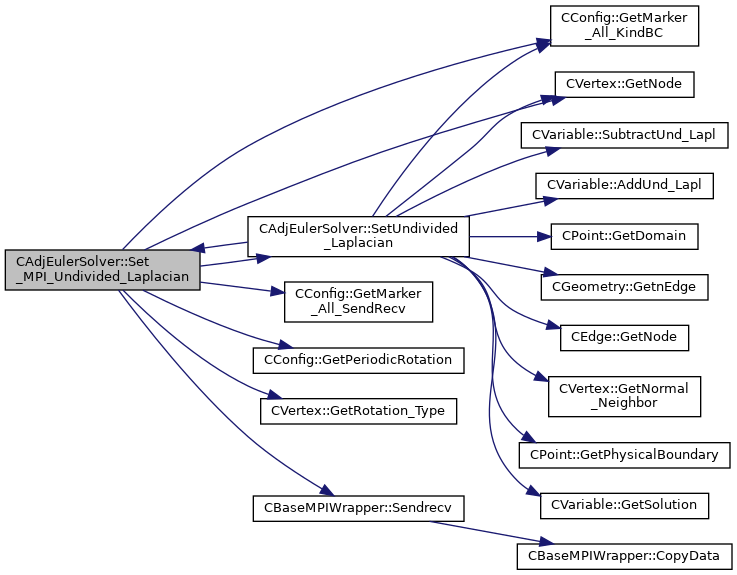 CConfig::GetMarker
_All_KindBC
CVertex::GetNode
CVariable::SubtractUnd_Lapl
CVariable::AddUnd_Lapl
CAdjEulerSolver::SetUndivided
_Laplacian
CPoint::GetDomain
CAdjEulerSolver::Set
_MPI_Undivided_Laplacian
CGeometry::GetnEdge
CConfig::GetMarker
_All_SendRecv
CEdge::GetNode
CConfig::GetPeriodicRotation
CVertex::GetNormal
_Neighbor
CVertex::GetRotation_Type
CPoint::GetPhysicalBoundary
CVariable::GetSolution
CBaseMPIWrapper::Sendrecv
CBaseMPIWrapper::CopyData